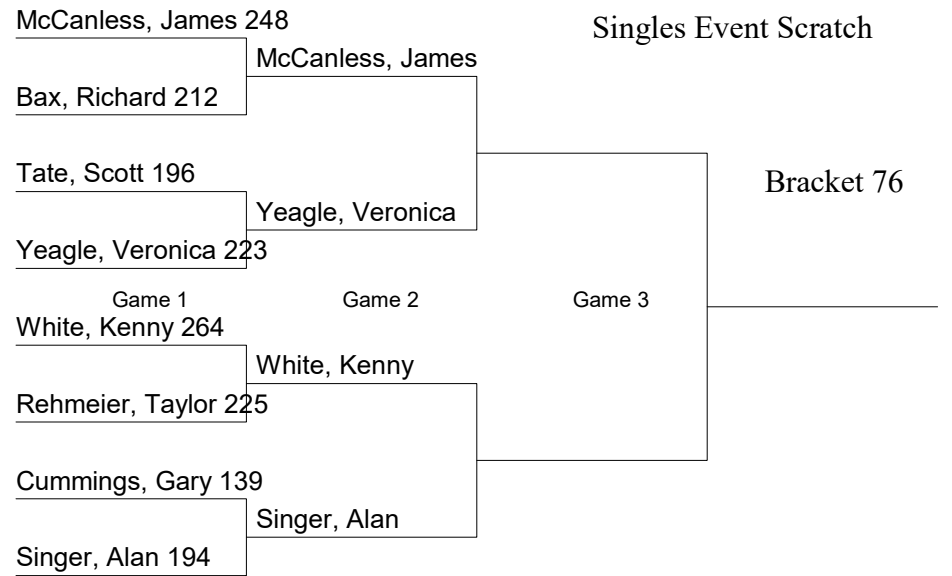 McCanless, James 248
Singles Event Scratch
McCanless, James
Bax, Richard 212
Tate, Scott 196
Bracket 76
Yeagle, Veronica
Yeagle, Veronica 223
Game 1
Game 2
Game 3
White, Kenny 264
White, Kenny
Rehmeier, Taylor 225
Cummings, Gary 139
Singer, Alan
Singer, Alan 194